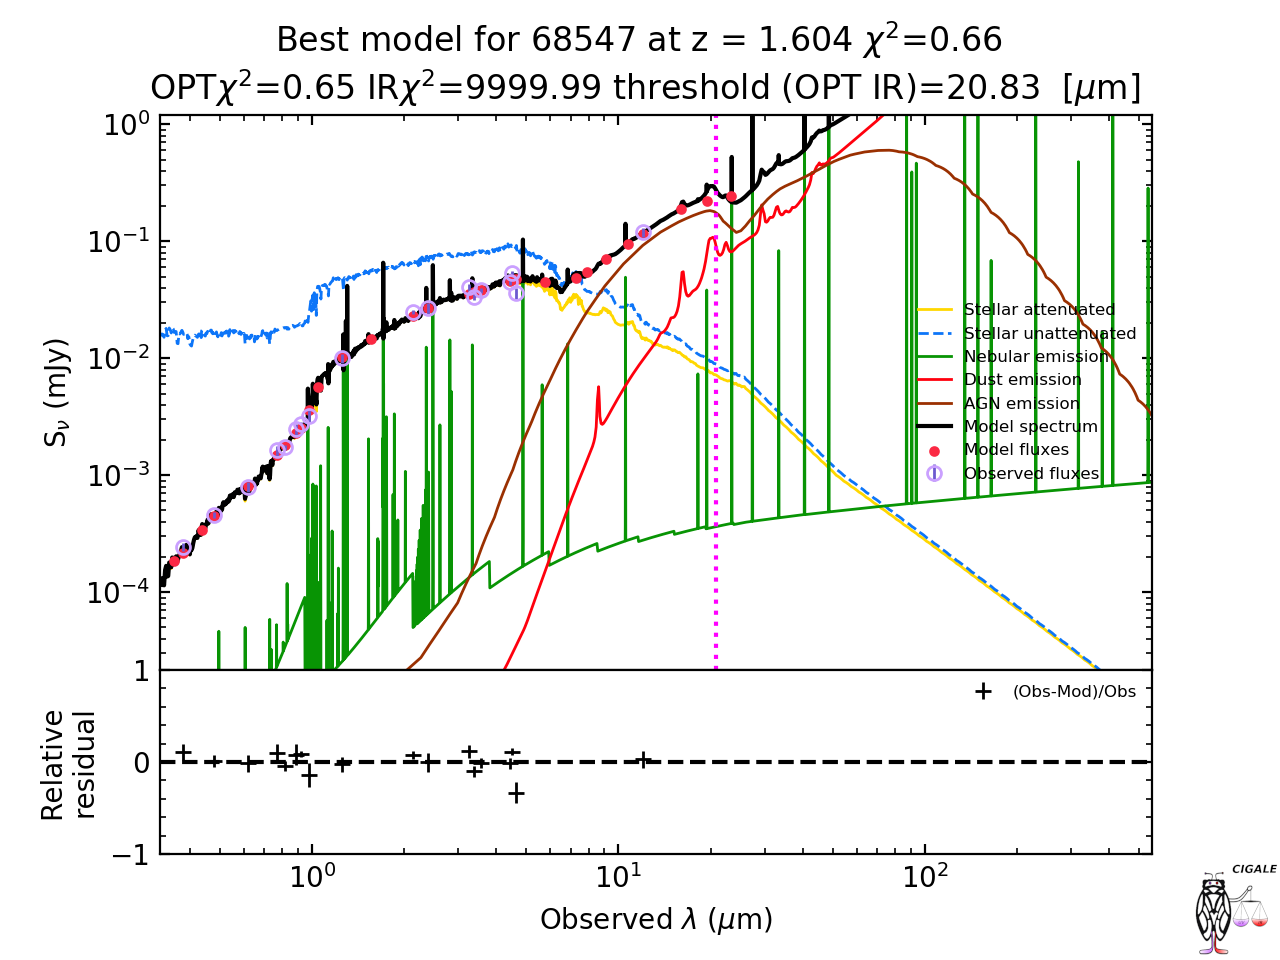 Best model for 68547 at z = 1.604 χ²=0.66
OPTχ²=0.65 IRχ²=9999.99 threshold (OPT IR)=20.83 [μm]
10⁰
10⁻¹
10⁻²
10⁻³
10⁻⁴
S_ν (mJy)
Stellar attenuated
Stellar unattenuated
Nebular emission
Dust emission
AGN emission
Model spectrum
Model fluxes
Observed fluxes
1
0
−1
Relative
residual
(Obs-Mod)/Obs
10⁰ 10¹ 10²
Observed λ (μm)
CIGALE